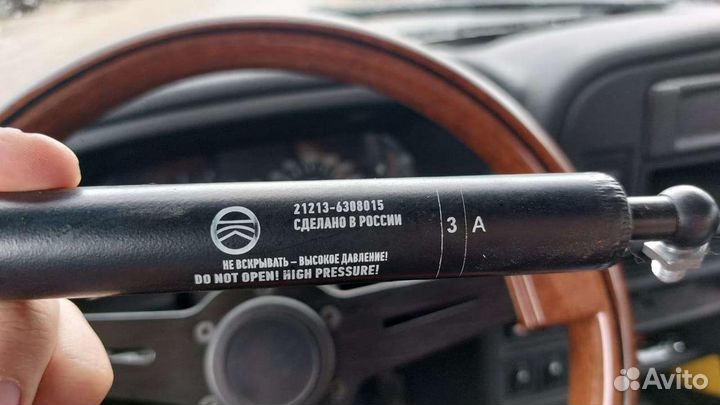 21213-6308015
СДЕЛАНО В РОССИИ
3 A
НЕ ВСКРЫВАТЬ – ВЫСОКОЕ ДАВЛЕНИЕ!
DO NOT OPEN! HIGH PRESSURE!
Avito